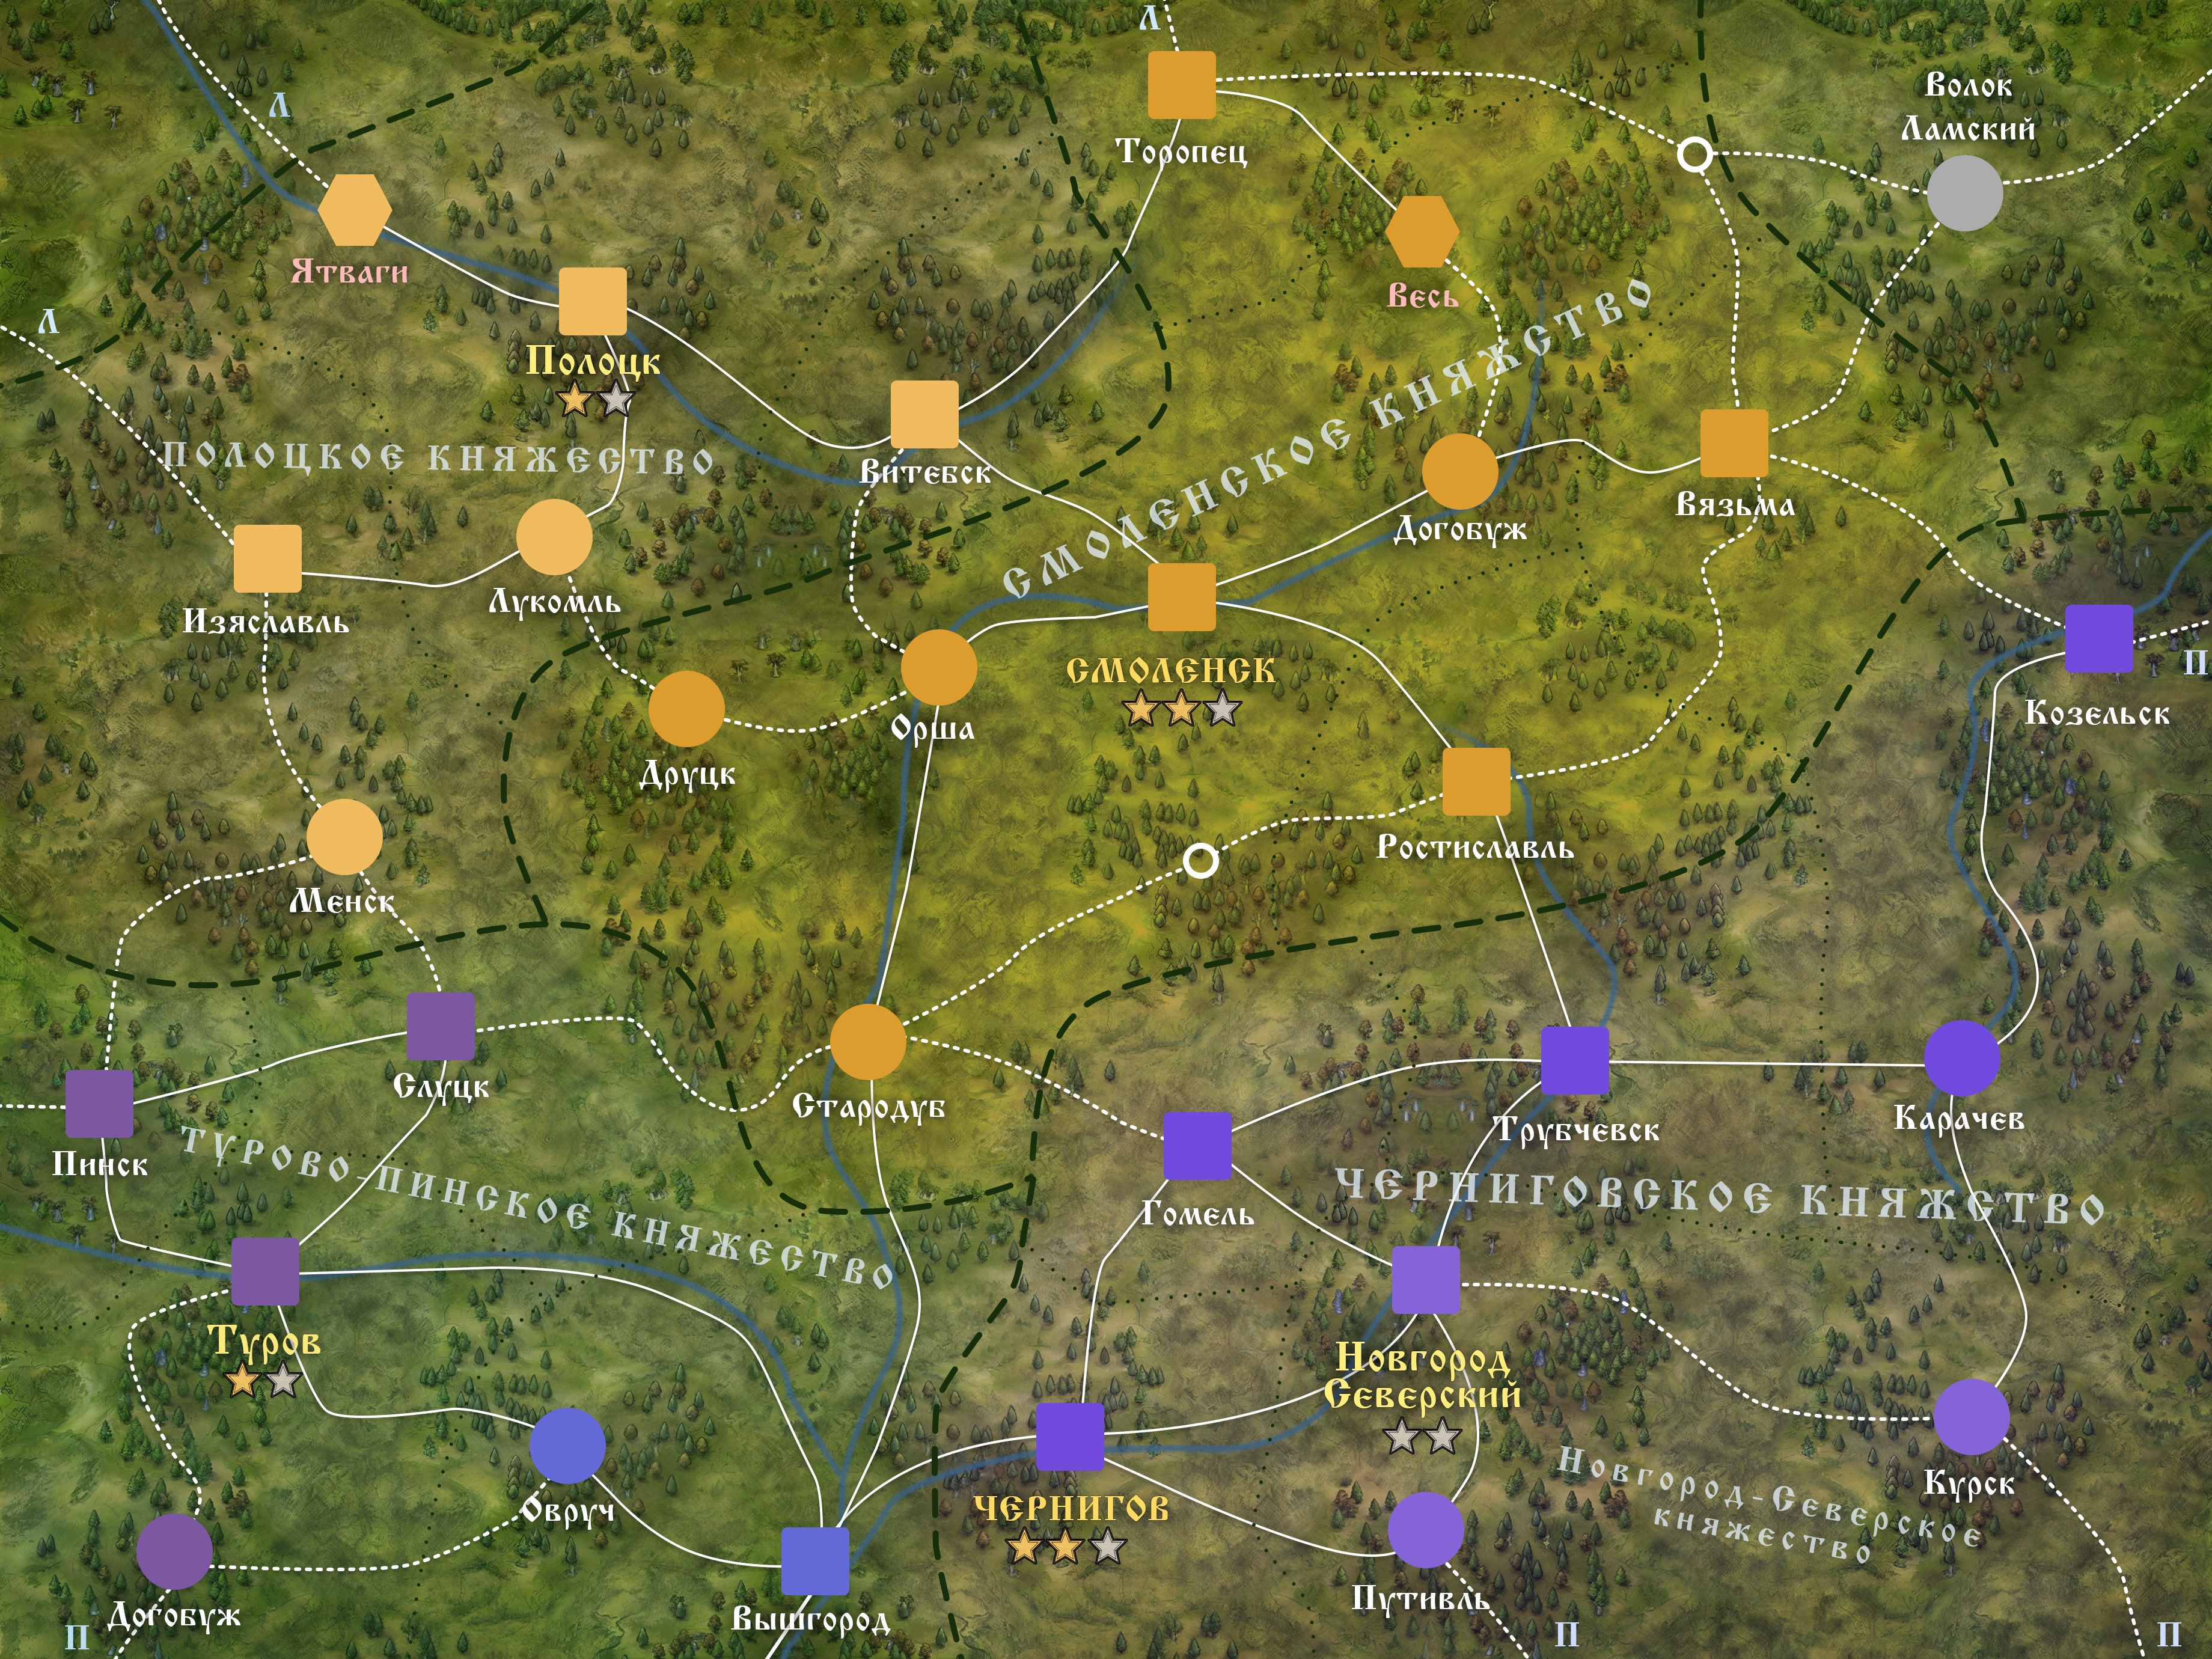 Л
Волок
Ламский
Л
Торопец
Ятваги
Весь
Л
Полоцк
ПОЛОЦКОЕ КНЯЖЕСТВО
Витебск
СМОЛЕНСКОЕ КНЯЖЕСТВО
Вязьма
Догобуж
Изяславль
Лукомль
СМОЛЕНСК
П
Козельск
Орша
Друцк
Ростиславль
Менск
Слуцк
Стародуб
Карачев
Трубчевск
Пинск
ТУРОВО-ПИНСКОЕ КНЯЖЕСТВО
Гомель
ЧЕРНИГОВСКОЕ КНЯЖЕСТВО
Туров
Новгород
Северский
Курск
Овруч
ЧЕРНИГОВ
Новгород-Северское
княжество
Путивль
Догобуж
Вышгород
П
П
П